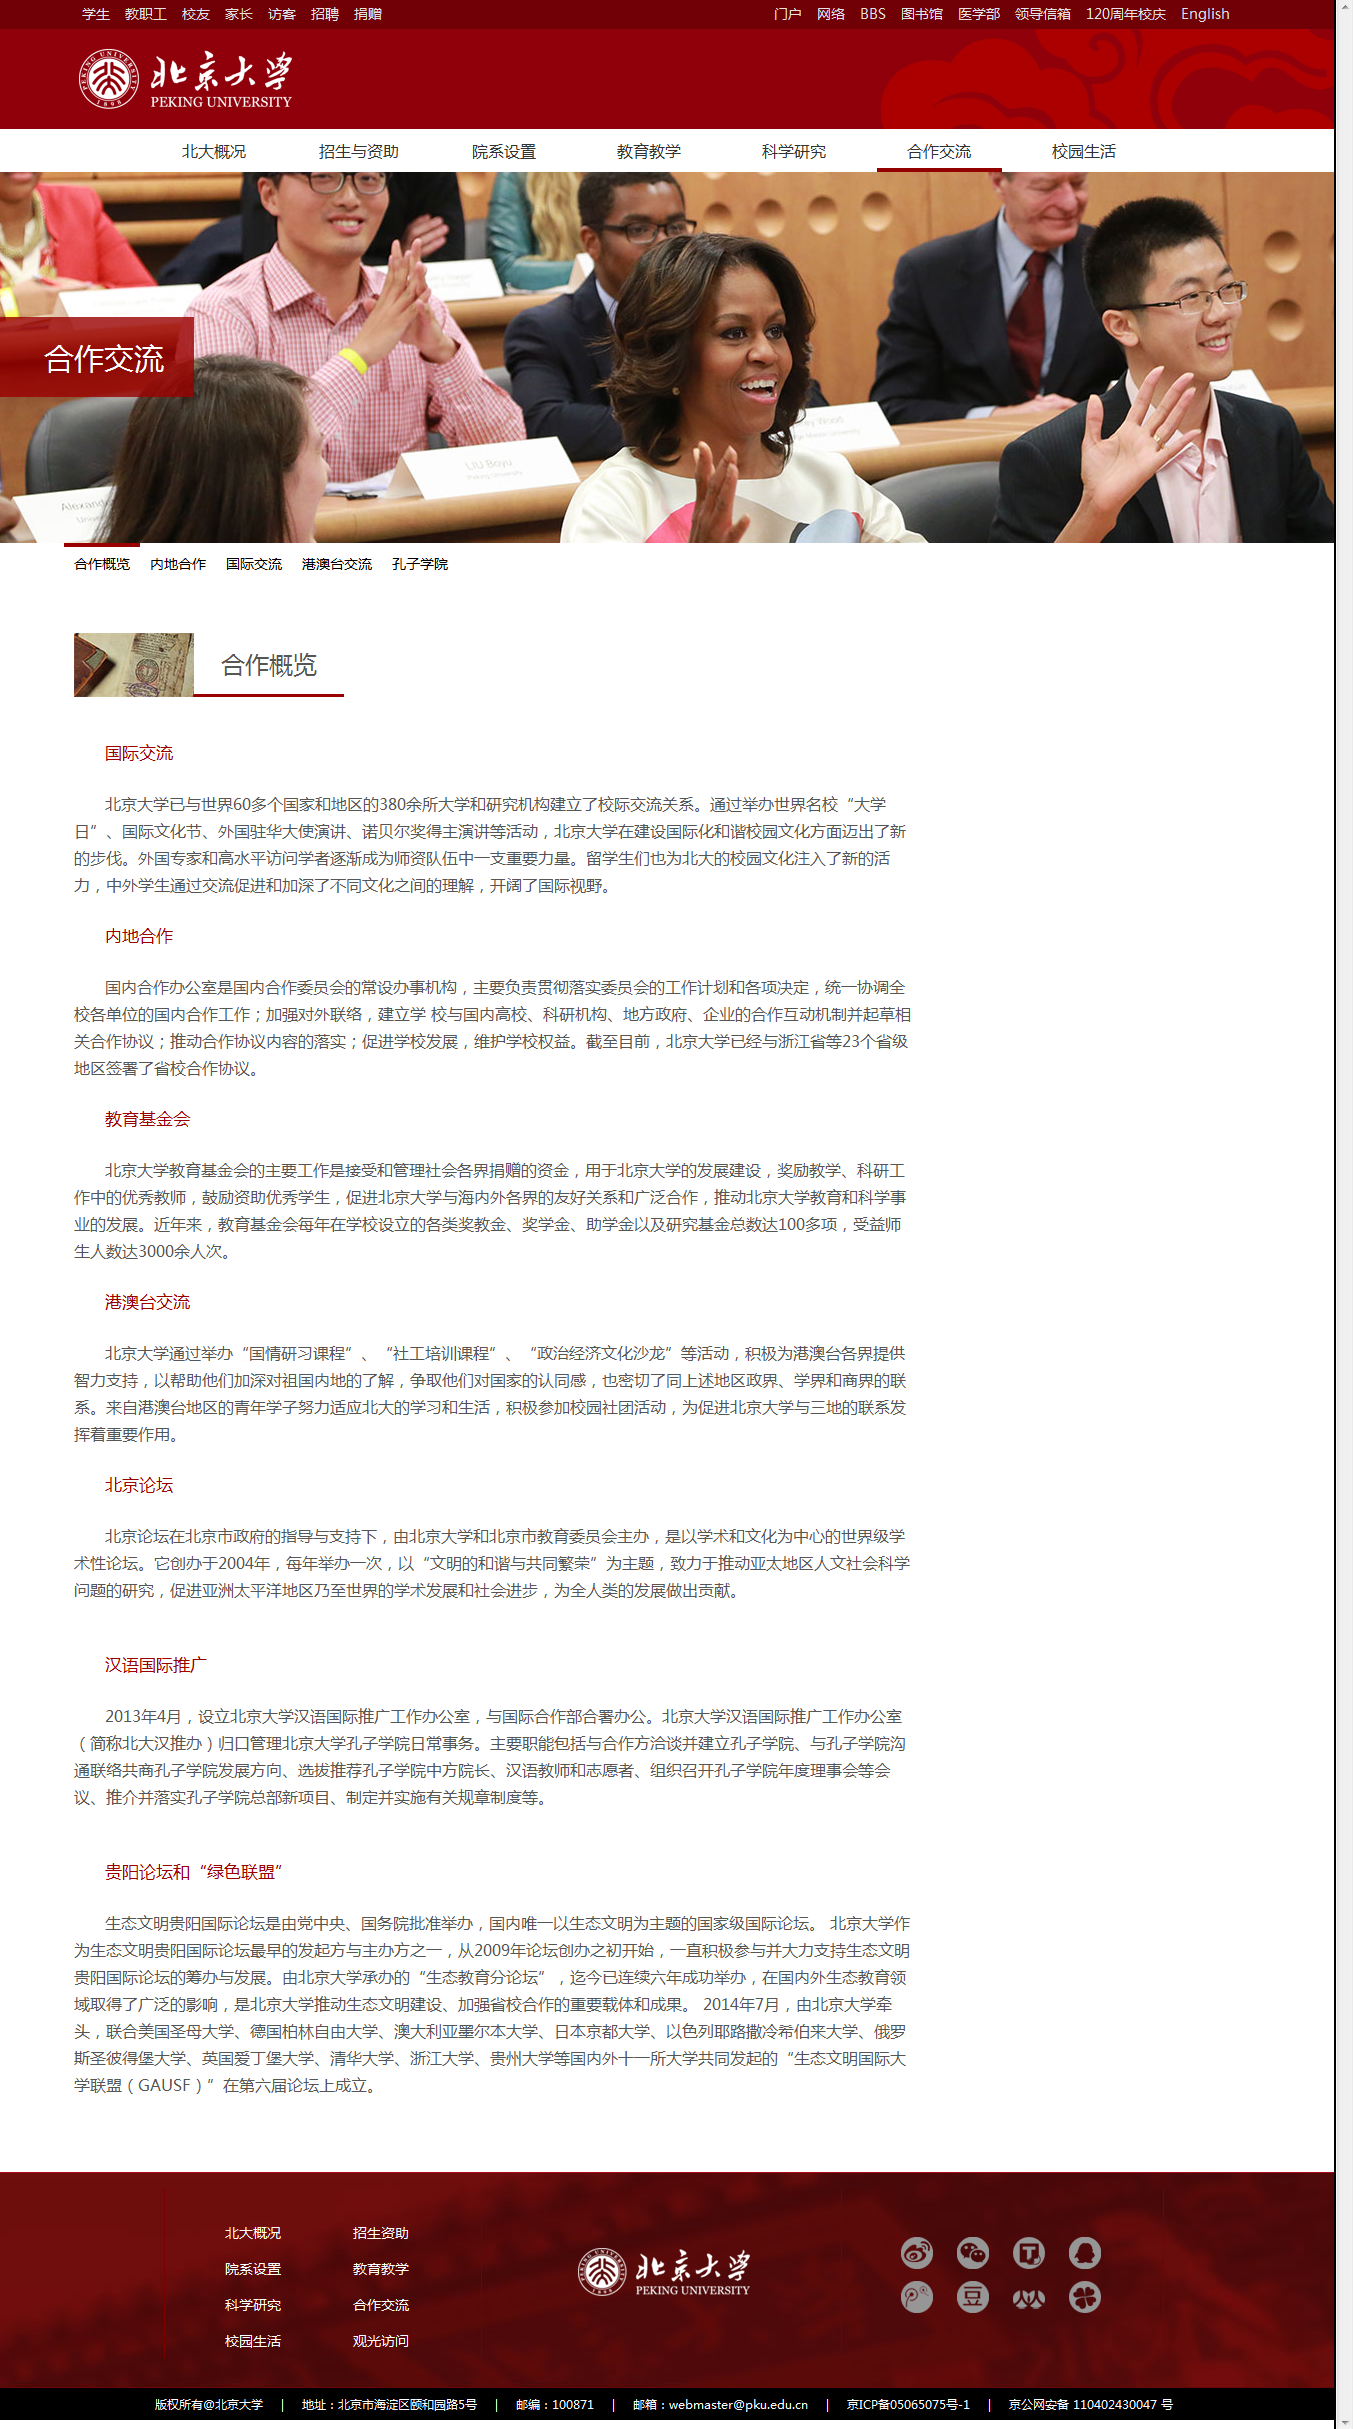 学生 教职工 校友 家长 访客 招聘 捐赠 门户 网络 BBS 图书馆 医学部 领导信箱 120周年校庆 English
PEKING UNIVERSITY
1898
北京大学
PEKING UNIVERSITY
北大概况 招生与资助 院系设置 教育教学 科学研究 合作交流 校园生活
合作交流
LIU Boyu
Peking University
Wood
合作概览 内地合作 国际交流 港澳台交流 孔子学院
合作概览
国际交流
北京大学已与世界60多个国家和地区的380余所大学和研究机构建立了校际交流关系。通过举办世界名校“大学
日”、国际文化节、外国驻华大使演讲、诺贝尔奖得主演讲等活动，北京大学在建设国际化和谐校园文化方面迈出了新
的步伐。外国专家和高水平访问学者逐渐成为师资队伍中一支重要力量。留学生们也为北大的校园文化注入了新的活
力，中外学生通过交流促进和加深了不同文化之间的理解，开阔了国际视野。
内地合作
国内合作办公室是国内合作委员会的常设办事机构，主要负责贯彻落实委员会的工作计划和各项决定，统一协调全
校各单位的国内合作工作；加强对外联络，建立学 校与国内高校、科研机构、地方政府、企业的合作互动机制并起草相
关合作协议；推动合作协议内容的落实；促进学校发展，维护学校权益。截至目前，北京大学已经与浙江省等23个省级
地区签署了省校合作协议。
教育基金会
北京大学教育基金会的主要工作是接受和管理社会各界捐赠的资金，用于北京大学的发展建设，奖励教学、科研工
作中的优秀教师，鼓励资助优秀学生，促进北京大学与海内外各界的友好关系和广泛合作，推动北京大学教育和科学事
业的发展。近年来，教育基金会每年在学校设立的各类奖教金、奖学金、助学金以及研究基金总数达100多项，受益师
生人数达3000余人次。
港澳台交流
北京大学通过举办“国情研习课程”、“社工培训课程”、“政治经济文化沙龙”等活动，积极为港澳台各界提供
智力支持，以帮助他们加深对祖国内地的了解，争取他们对国家的认同感，也密切了同上述地区政界、学界和商界的联
系。来自港澳台地区的青年学子努力适应北大的学习和生活，积极参加校园社团活动，为促进北京大学与三地的联系发
挥着重要作用。
北京论坛
北京论坛在北京市政府的指导与支持下，由北京大学和北京市教育委员会主办，是以学术和文化为中心的世界级学
术性论坛。它创办于2004年，每年举办一次，以“文明的和谐与共同繁荣”为主题，致力于推动亚太地区人文社会科学
问题的研究，促进亚洲太平洋地区乃至世界的学术发展和社会进步，为全人类的发展做出贡献。
汉语国际推广
2013年4月，设立北京大学汉语国际推广工作办公室，与国际合作部合署办公。北京大学汉语国际推广工作办公室
（简称北大汉推办）归口管理北京大学孔子学院日常事务。主要职能包括与合作方洽谈并建立孔子学院、与孔子学院沟
通联络共商孔子学院发展方向、选拔推荐孔子学院中方院长、汉语教师和志愿者、组织召开孔子学院年度理事会等会
议、推介并落实孔子学院总部新项目、制定并实施有关规章制度等。
贵阳论坛和“绿色联盟”
生态文明贵阳国际论坛是由党中央、国务院批准举办，国内唯一以生态文明为主题的国家级国际论坛。 北京大学作
为生态文明贵阳国际论坛最早的发起方与主办方之一，从2009年论坛创办之初开始，一直积极参与并大力支持生态文明
贵阳国际论坛的筹办与发展。由北京大学承办的“生态教育分论坛”，迄今已连续六年成功举办，在国内外生态教育领
域取得了广泛的影响，是北京大学推动生态文明建设、加强省校合作的重要载体和成果。 2014年7月，由北京大学牵
头，联合美国圣母大学、德国柏林自由大学、澳大利亚墨尔本大学、日本京都大学、以色列耶路撒冷希伯来大学、俄罗
斯圣彼得堡大学、英国爱丁堡大学、清华大学、浙江大学、贵州大学等国内外十一所大学共同发起的“生态文明国际大
学联盟（GAUSF）”在第六届论坛上成立。
北大概况 招生资助
院系设置 教育教学
科学研究 合作交流
校园生活 观光访问
北京大学
PEKING UNIVERSITY
豆
版权所有@北京大学 | 地址：北京市海淀区颐和园路5号 | 邮编：100871 | 邮箱：webmaster@pku.edu.cn | 京ICP备05065075号-1 | 京公网安备 110402430047 号